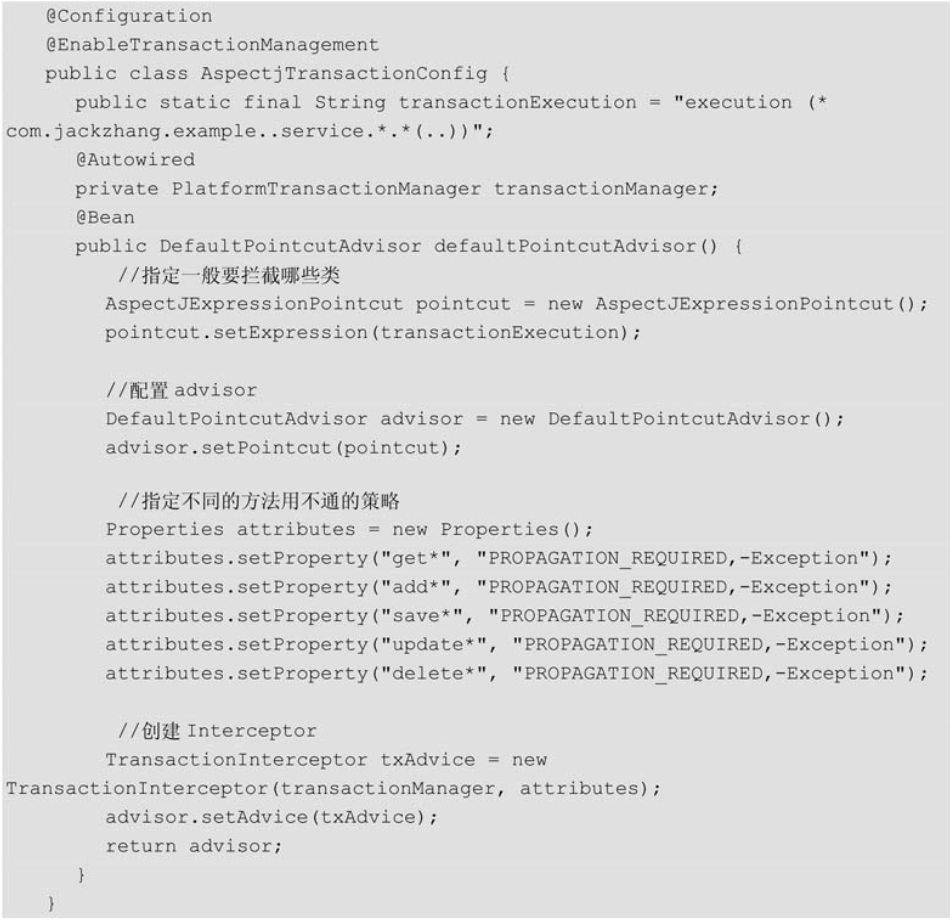 @Configuration
@EnableTransactionManagement
public class AspectjTransactionConfig {
public static final String transactionExecution = "execution (*
com.jackzhang.example..service.*.*(..))";
@Autowired
private PlatformTransactionManager transactionManager;
@Bean
public DefaultPointcutAdvisor defaultPointcutAdvisor() {
//指定一般要拦截哪些类
AspectJExpressionPointcut pointcut = new AspectJExpressionPointcut();
pointcut.setExpression(transactionExecution);
//配置 advisor
DefaultPointcutAdvisor advisor = new DefaultPointcutAdvisor();
advisor.setPointcut(pointcut);
//指定不同的方法用不通的策略
Properties attributes = new Properties();
attributes.setProperty("get*", "PROPAGATION_REQUIRED,-Exception");
attributes.setProperty("add*", "PROPAGATION_REQUIRED,-Exception");
attributes.setProperty("save*", "PROPAGATION_REQUIRED,-Exception");
attributes.setProperty("update*", "PROPAGATION_REQUIRED,-Exception");
attributes.setProperty("delete*", "PROPAGATION_REQUIRED,-Exception");
//创建 Interceptor
TransactionInterceptor txAdvice = new
TransactionInterceptor(transactionManager, attributes);
advisor.setAdvice(txAdvice);
return advisor;
}
}